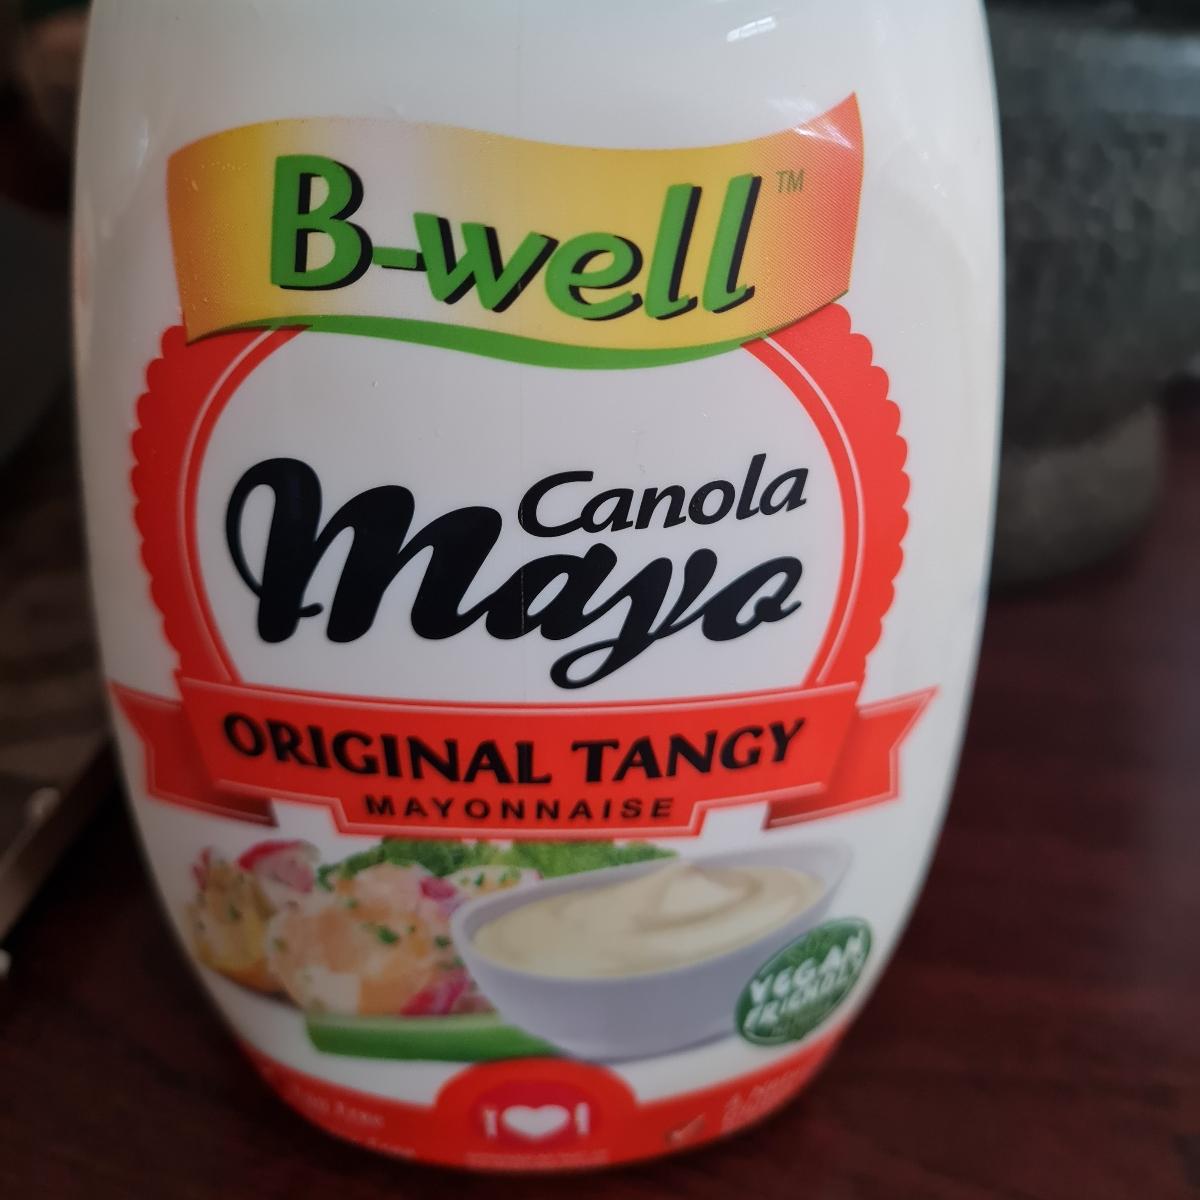 B-well™
Canola
Mayo
ORIGINAL TANGY
MAYONNAISE
VEGAN
FRIENDLY